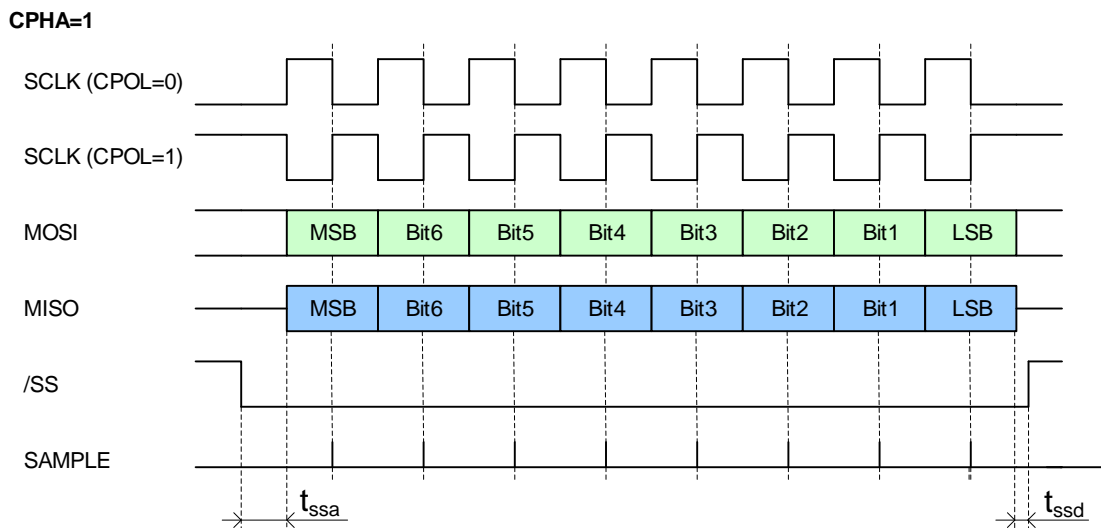 CPHA=1
SCLK (CPOL=0)
SCLK (CPOL=1)
MOSI MSB Bit6 Bit5 Bit4 Bit3 Bit2 Bit1 LSB
MISO MSB Bit6 Bit5 Bit4 Bit3 Bit2 Bit1 LSB
/SS
SAMPLE
tssa tssd